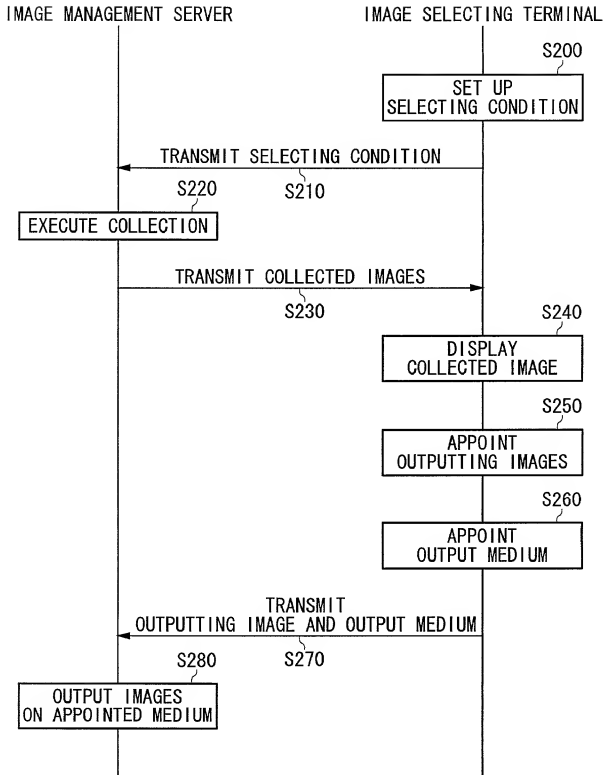 IMAGE MANAGEMENT SERVER
IMAGE SELECTING TERMINAL
S200
SET UP
SELECTING CONDITION
TRANSMIT SELECTING CONDITION
S210
S220
EXECUTE COLLECTION
TRANSMIT COLLECTED IMAGES
S230
S240
DISPLAY
COLLECTED IMAGE
S250
APPOINT
OUTPUTTING IMAGES
S260
APPOINT
OUTPUT MEDIUM
TRANSMIT
OUTPUTTING IMAGE AND OUTPUT MEDIUM
S270
S280
OUTPUT IMAGES
ON APPOINTED MEDIUM